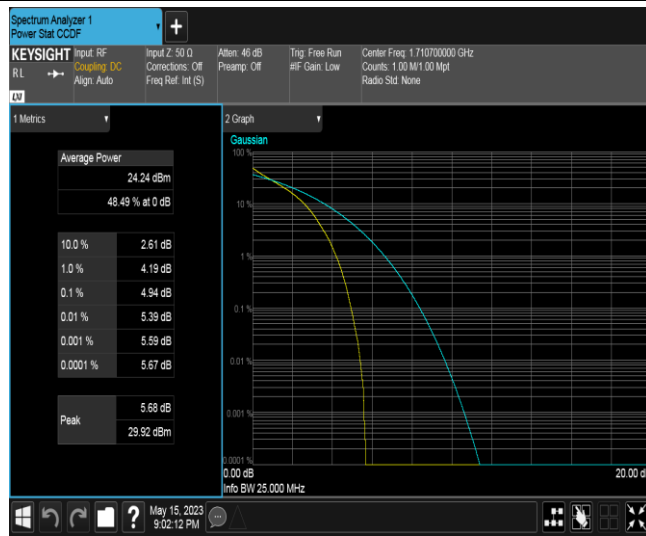 Spectrum Analyzer 1
Power Stat CCDF
+
KEYSIGHT
RL
LXI
Input: RF
Coupling: DC
Align: Auto
Input Z: 50 Ω
Corrections: Off
Freq Ref: Int (S)
Atten: 46 dB
Preamp: Off
Trig: Free Run
#IF Gain: Low
Center Freq: 1.710700000 GHz
Counts: 1.00 M/1.00 Mpt
Radio Std: None
1 Metrics
Average Power
24.24 dBm
48.49 % at 0 dB
10.0 % 2.61 dB
1.0 % 4.19 dB
0.1 % 4.94 dB
0.01 % 5.39 dB
0.001 % 5.59 dB
0.0001 % 5.67 dB
Peak
5.68 dB
29.92 dBm
2 Graph
Gaussian
100 %
10 %
1 %
0.1 %
0.01 %
0.001 %
0.0001 %
0.00 dB
20.00 d
Info BW 25.000 MHz
?
May 15, 2023
9:02:12 PM